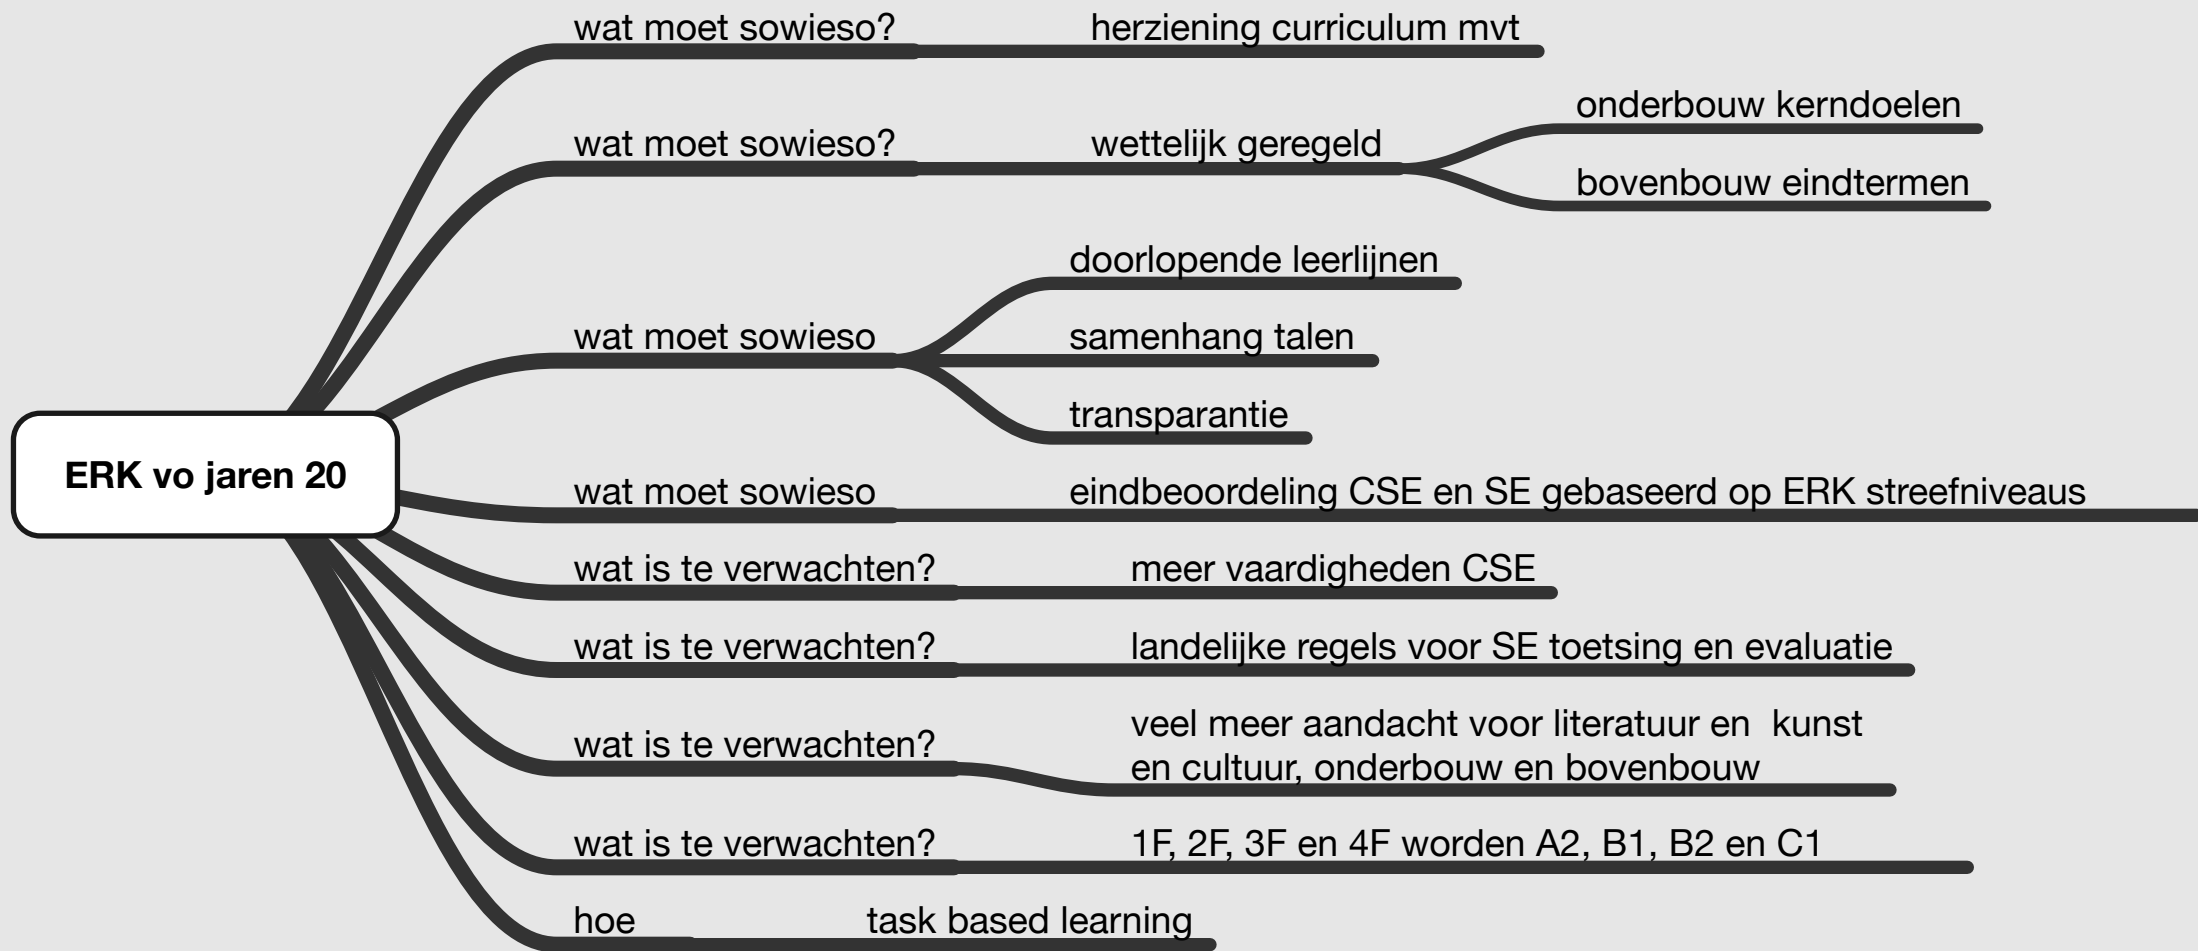 wat moet sowieso?
herziening curriculum mvt
wat moet sowieso?
wettelijk geregeld
onderbouw kerndoelen
bovenbouw eindtermen
wat moet sowieso
doorlopende leerlijnen
samenhang talen
transparantie
ERK vo jaren 20
wat moet sowieso
eindbeoordeling CSE en SE gebaseerd op ERK streefniveaus
wat is te verwachten?
meer vaardigheden CSE
wat is te verwachten?
landelijke regels voor SE toetsing en evaluatie
wat is te verwachten?
veel meer aandacht voor literatuur en  kunst
en cultuur, onderbouw en bovenbouw
wat is te verwachten?
1F, 2F, 3F en 4F worden A2, B1, B2 en C1
hoe
task based learning